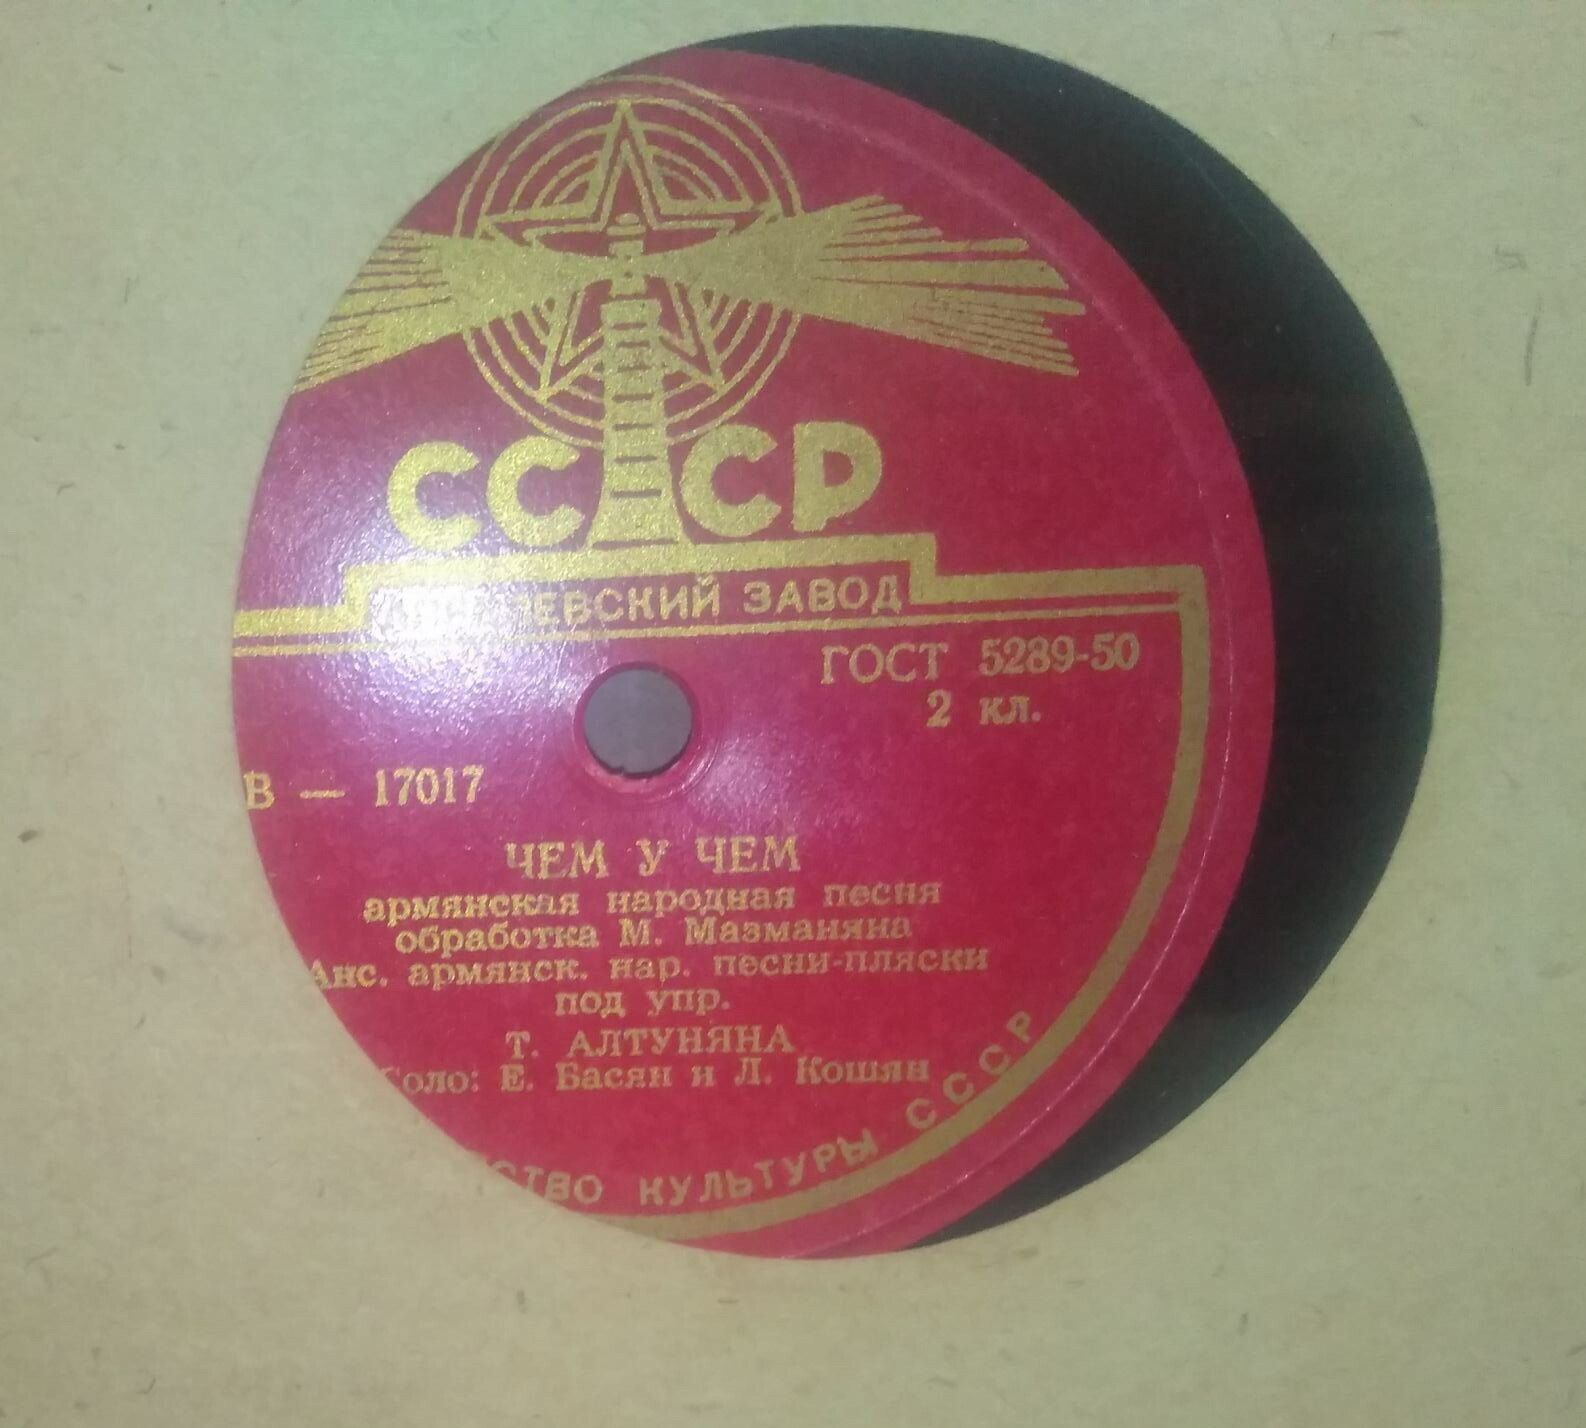 СССР
ЗАВОД
ГОСТ 5289-50
2 кл.
В — 17017
ЧЕМ У ЧЕМ
армянская народная песня
обработка М. Мазманяна
Анс. армянск. нар. песни-пляски
под упр.
Т. АЛТУНЯНА
Соло: Е. Басян и Л. Кошян
КУЛЬТУРЫ СССР